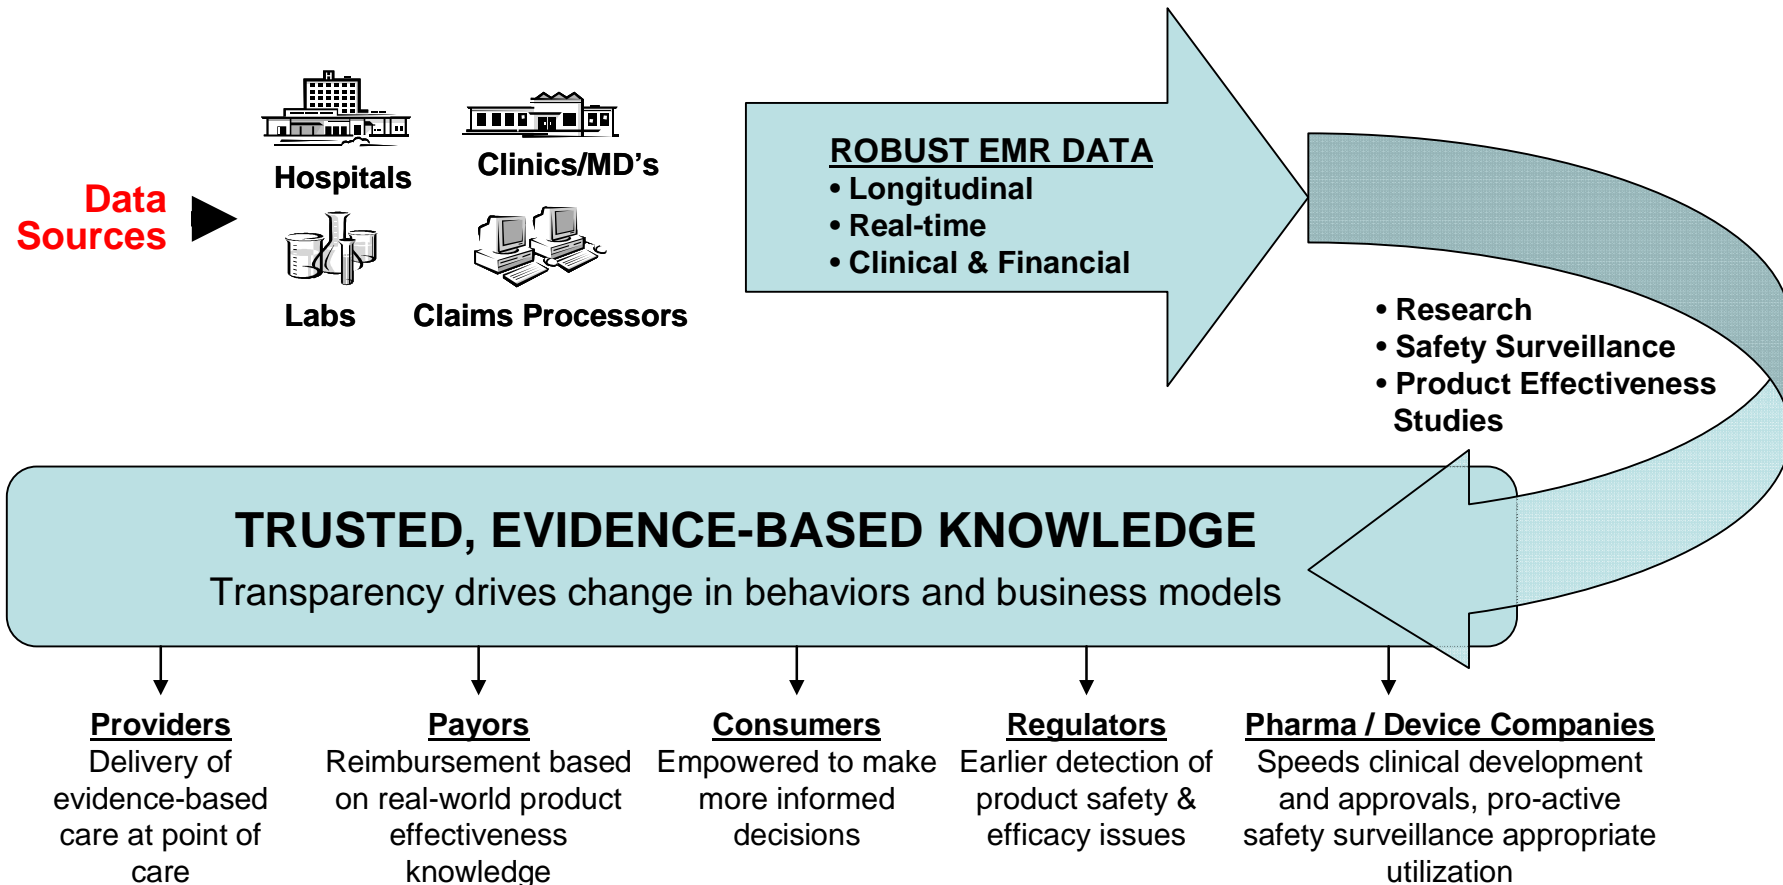 Data
Sources
Hospitals
Clinics/MD's
Labs
Claims Processors
ROBUST EMR DATA
• Longitudinal
• Real-time
• Clinical & Financial
• Research
• Safety Surveillance
• Product Effectiveness
Studies
TRUSTED, EVIDENCE-BASED KNOWLEDGE
Transparency drives change in behaviors and business models
Providers
Delivery of
evidence-based
care at point of
care
Payors
Reimbursement based
on real-world product
effectiveness
knowledge
Consumers
Empowered to make
more informed
decisions
Regulators
Earlier detection of
product safety &
efficacy issues
Pharma / Device Companies
Speeds clinical development
and approvals, pro-active
safety surveillance appropriate
utilization